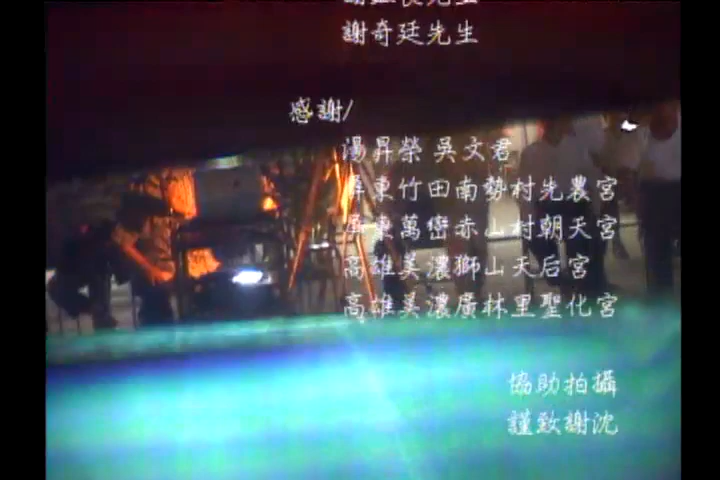 謝奇廷先生
感謝/
湯昇榮 吳文君
屏東竹田南勢村先農宮
屏東萬巒赤山村朝天宮
高雄美濃獅山天后宮
高雄美濃廣林里聖化宮
協助拍攝
謹致謝忱